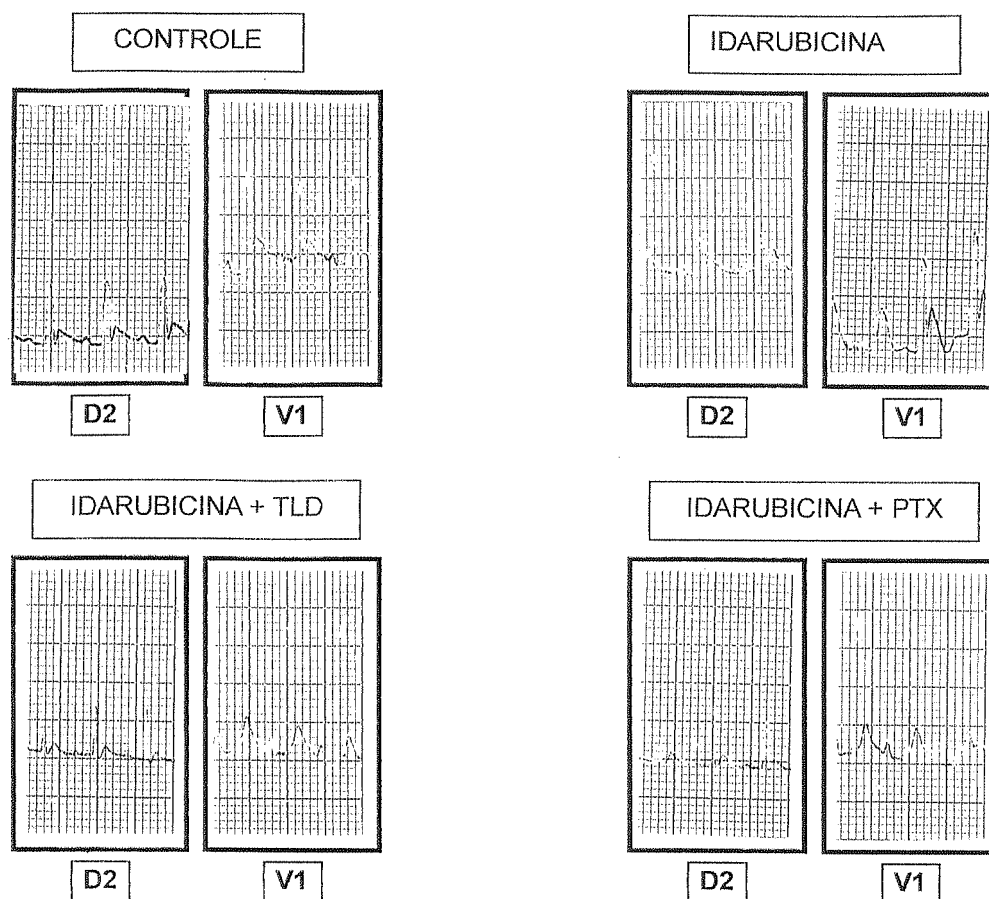 CONTROLE
IDARUBICINA
D2
V1
D2
V1
IDARUBICINA + TLD
IDARUBICINA + PTX
D2
V1
D2
V1